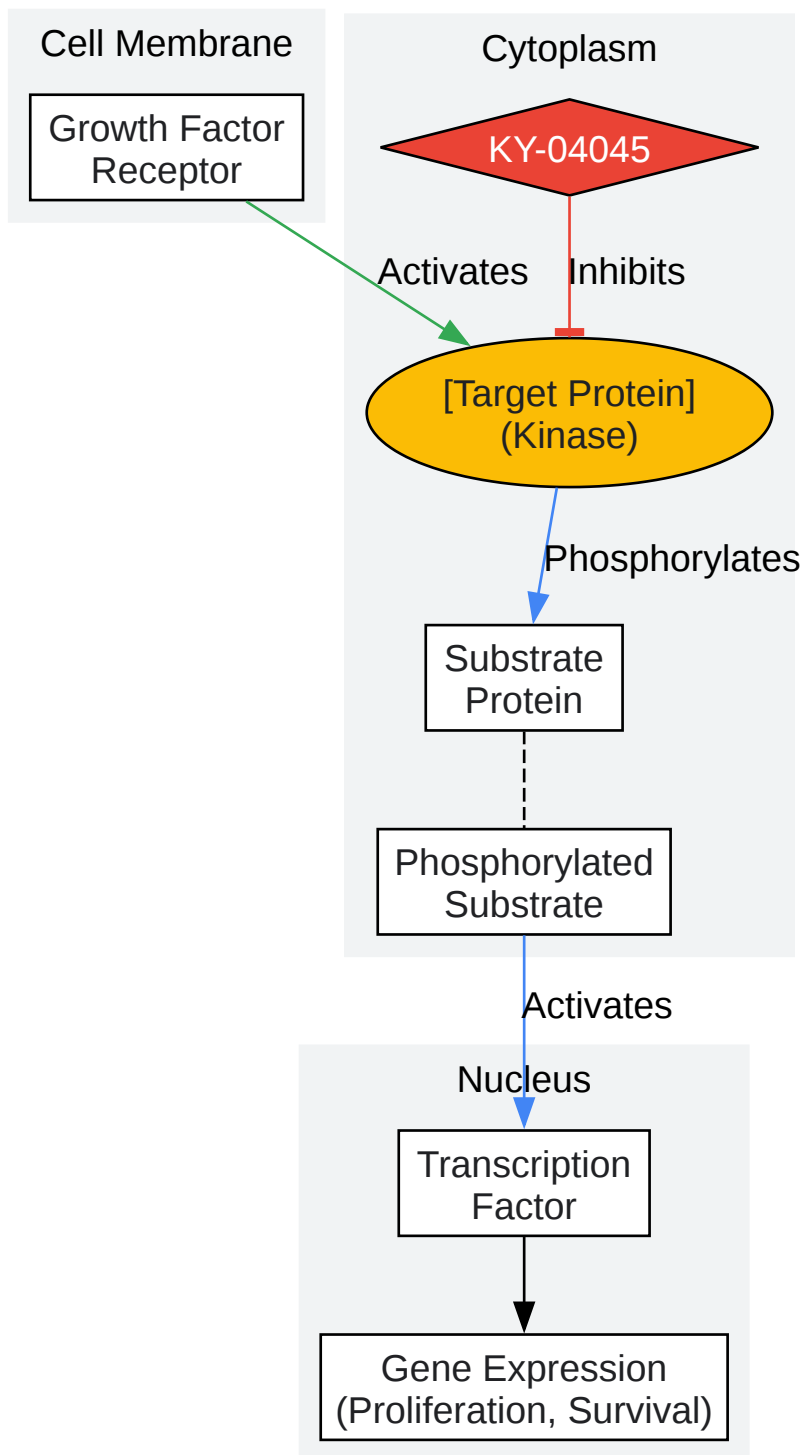 Cell Membrane
Growth Factor
Receptor
Cytoplasm
KY-04045
Activates
Inhibits
[Target Protein]
(Kinase)
Phosphorylates
Substrate
Protein
Phosphorylated
Substrate
Activates
Nucleus
Transcription
Factor
Gene Expression
(Proliferation, Survival)